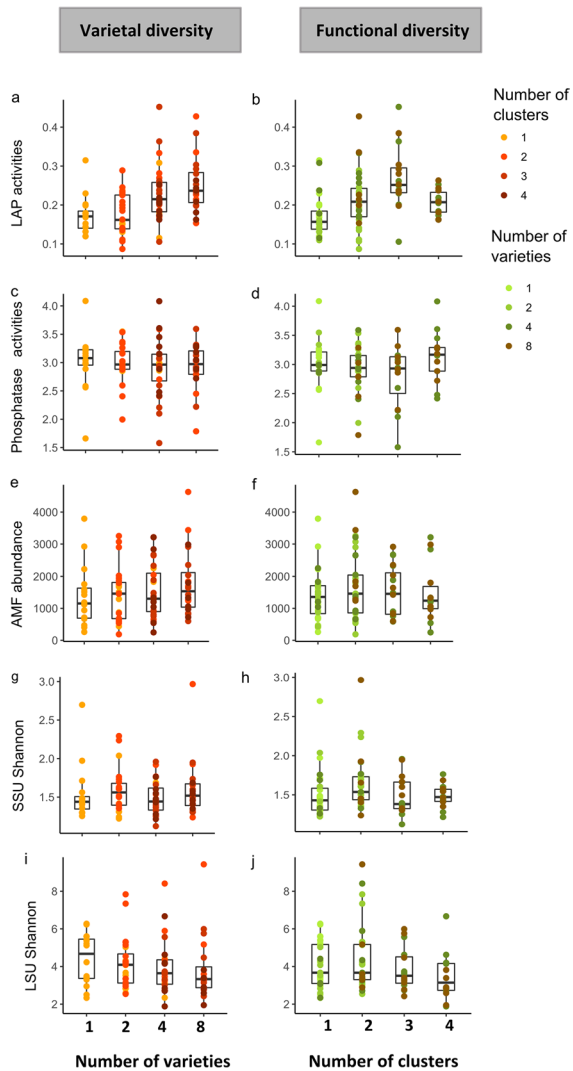 Varietal diversity
Functional diversity
a
b
LAP activities
0.4
0.3
0.2
0.1
0.4
0.3
0.2
0.1
Number of
clusters
1
2
3
4
Number of
varieties
1
2
4
8
c
d
Phosphatase activities
4.0
3.5
3.0
2.5
2.0
1.5
4.0
3.5
3.0
2.5
2.0
1.5
e
f
AMF abundance
4000
3000
2000
1000
0
4000
3000
2000
1000
0
g
h
SSU Shannon
3.0
2.5
2.0
1.5
3.0
2.5
1.5
1.5
i
j
LSU Shannon
8
6
4
2
8
6
4
2
1 2 4 8
1 2 3 4
Number of varieties
Number of clusters